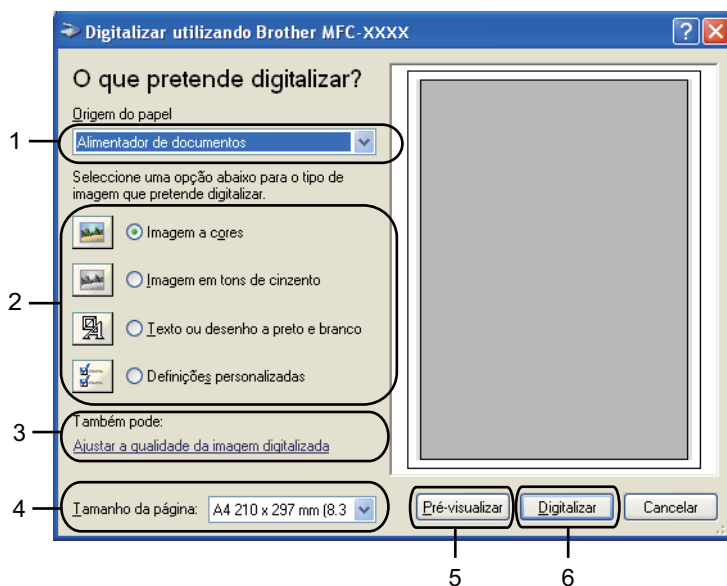 Digitalizar utilizando Brother MFC-XXXX
O que pretende digitalizar?
Origem do papel
1
Alimentador de documentos
Seleccione uma opção abaixo para o tipo de
imagem que pretende digitalizar.
Imagem a cores
Imagem em tons de cinzento
2
Texto ou desenho a preto e branco
Definições personalizadas
Também pode:
3
Ajustar a qualidade da imagem digitalizada
4
Tamanho da página: A4 210 x 297 mm (8.3
Pré-visualizar Digitalizar Cancelar
5 6